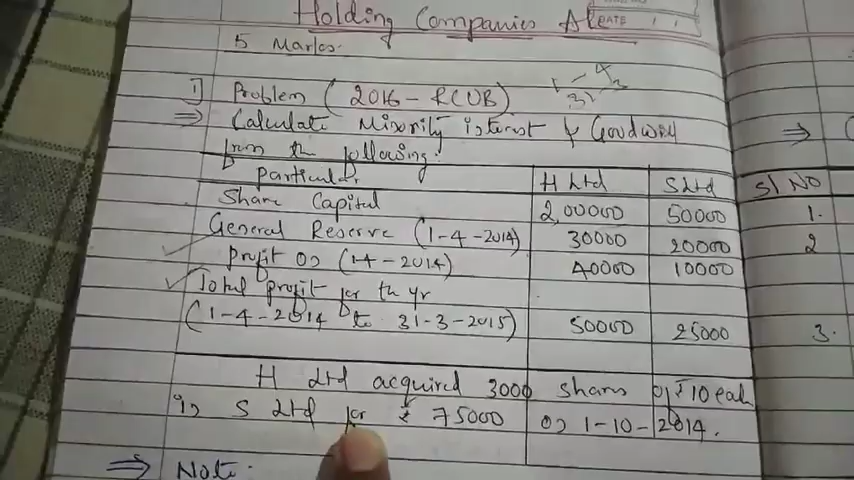 Holding Companies A/c
DATE
5 Marks.
1] Problem (2016 - RCUB)
⇒ Calculate Minority interest & Goodwill ⇒
from the following:
Particular H Ltd S Ltd Sl No
Share Capital 2,00000 50000 1.
General Reserve (1-4-2014) 30000 20000 2
profit on (1-4-2014) 40000 10000
Total profit for the yr
(1-4-2014 to 31-3-2015) 50000 25000 3.
H Ltd acquired 3000 shares of ₹10 each
in S Ltd for ₹ 75000 on 1-10-2014.
⇒ Note: